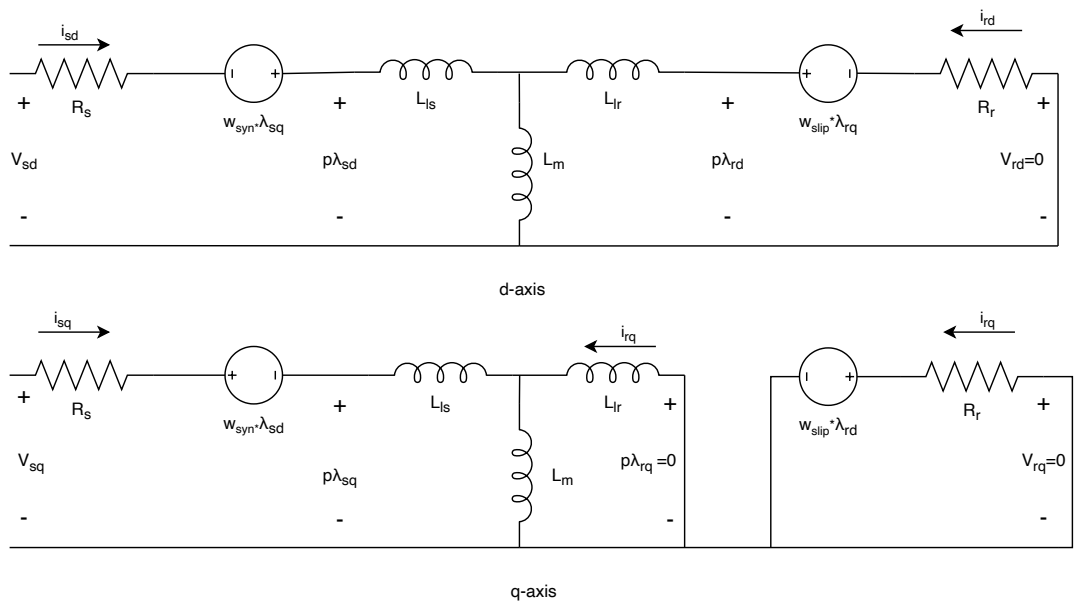 i_sd
i_rd
- +
+ -
+
R_s
w_syn*λ_sq
+
L_ls
L_lr
+
w_slip*λ_rq
R_r
+
V_sd
pλ_sd
L_m
pλ_rd
V_rd=0
-
-
-
-
d-axis
i_sq
i_rq
i_rq
+ -
- +
+
R_s
w_syn*λ_sd
+
L_ls
L_lr
+
w_slip*λ_rd
R_r
+
V_sq
pλ_sq
L_m
pλ_rq =0
V_rq=0
-
-
-
-
q-axis